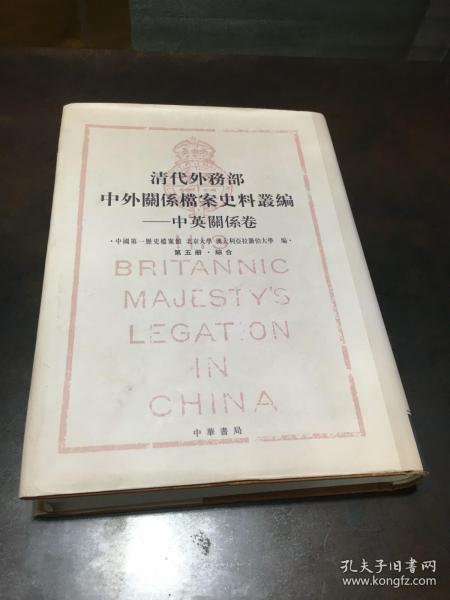 清代外務部
中外關係檔案史料叢編
——中英關係卷
·中國第一歷史檔案館 北京大學 澳大利亞拉籌伯大學 編·
第五册·綜合
HIS
BRITANNIC
MAJESTY'S
LEGATION
IN
CHINA
中華書局
孔夫子旧书网
www.kongfz.com